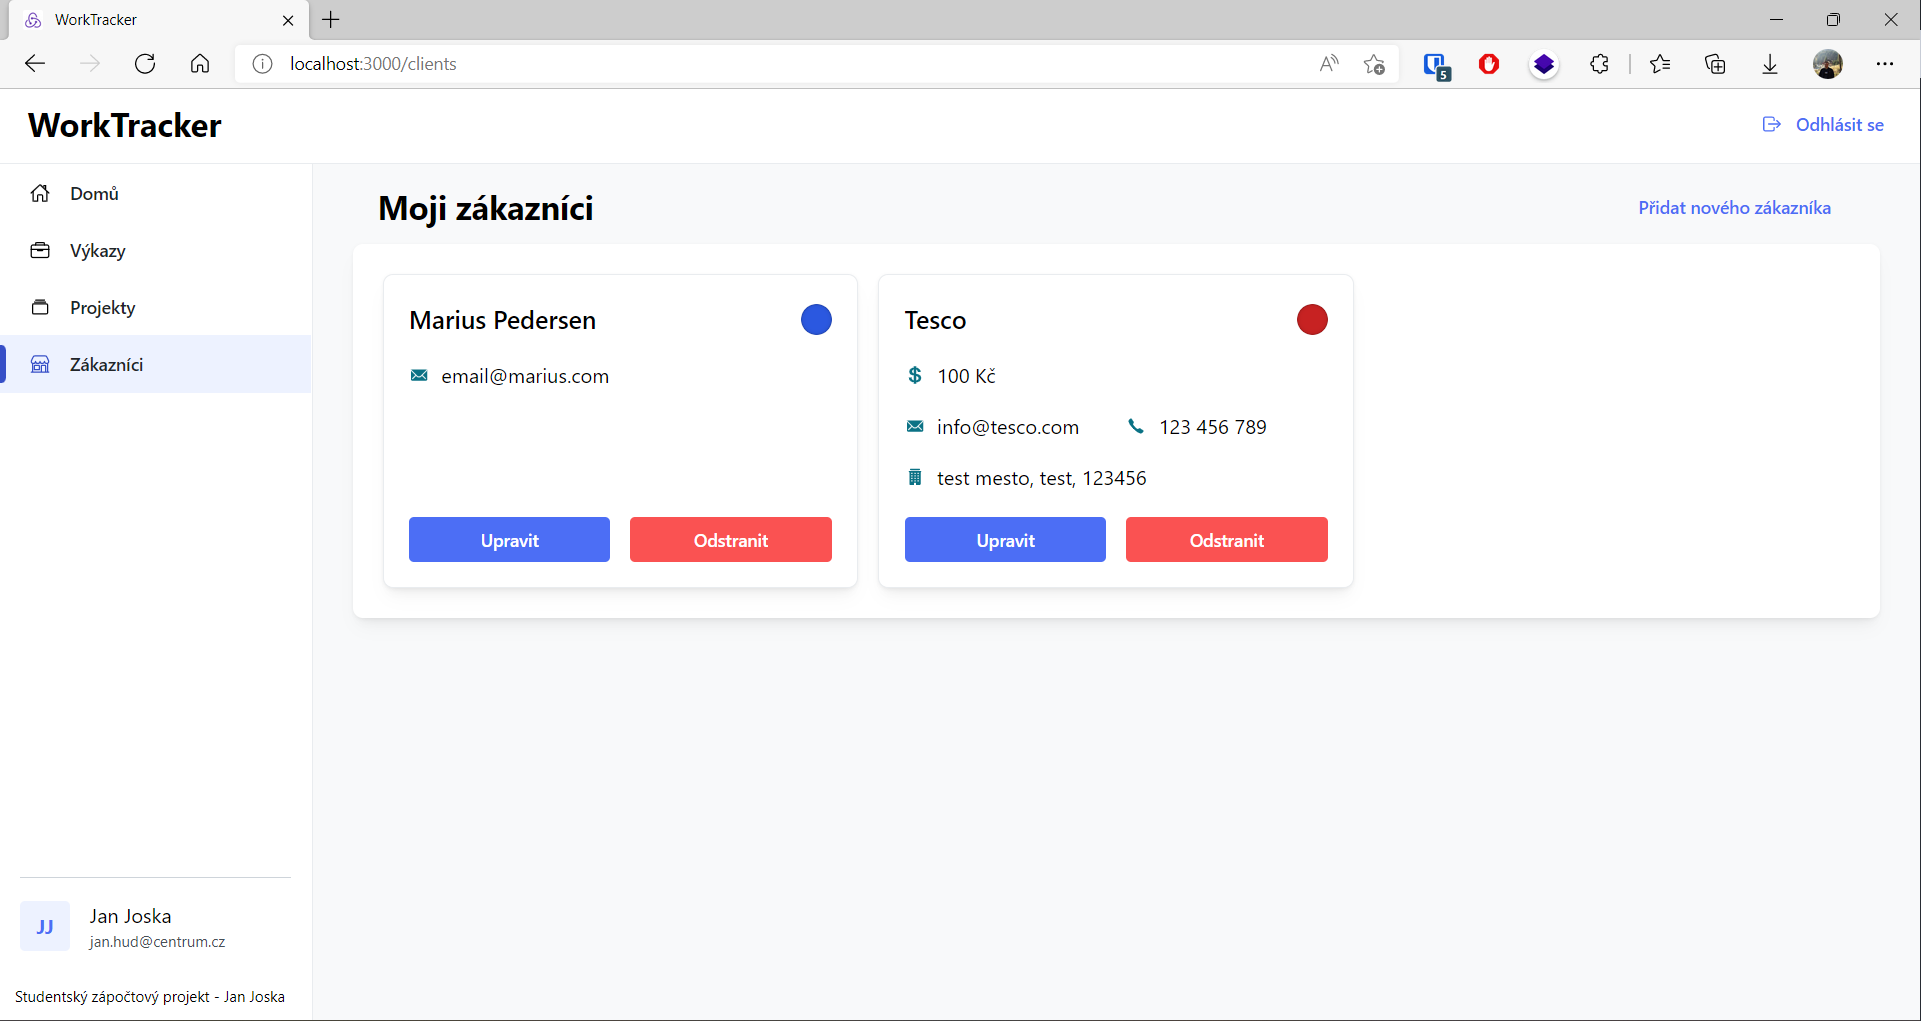 WorkTracker
localhost:3000/clients
5
WorkTracker
Odhlásit se
Domů
Výkazy
Projekty
Zákazníci
Moji zákazníci
Přidat nového zákazníka
Marius Pedersen
email@marius.com
Upravit
Odstranit
Tesco
100 Kč
info@tesco.com
123 456 789
test mesto, test, 123456
Upravit
Odstranit
JJ
Jan Joska
jan.hud@centrum.cz
Studentský zápočtový projekt - Jan Joska